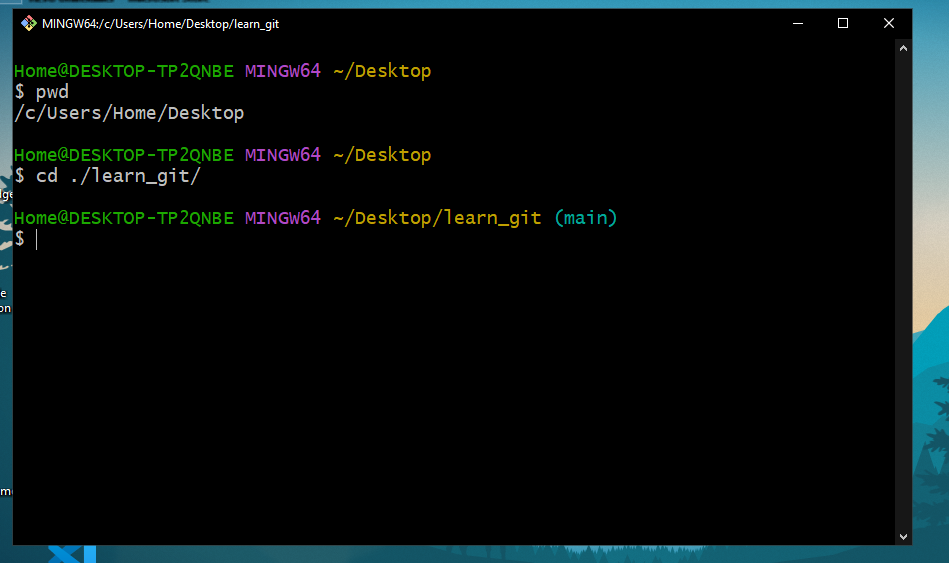 MINGW64:/c/Users/Home/Desktop/learn_git
Home@DESKTOP-TP2QNBE MINGW64 ~/Desktop
$ pwd
/c/Users/Home/Desktop
Home@DESKTOP-TP2QNBE MINGW64 ~/Desktop
$ cd ./learn_git/
Home@DESKTOP-TP2QNBE MINGW64 ~/Desktop/learn_git (main)
$